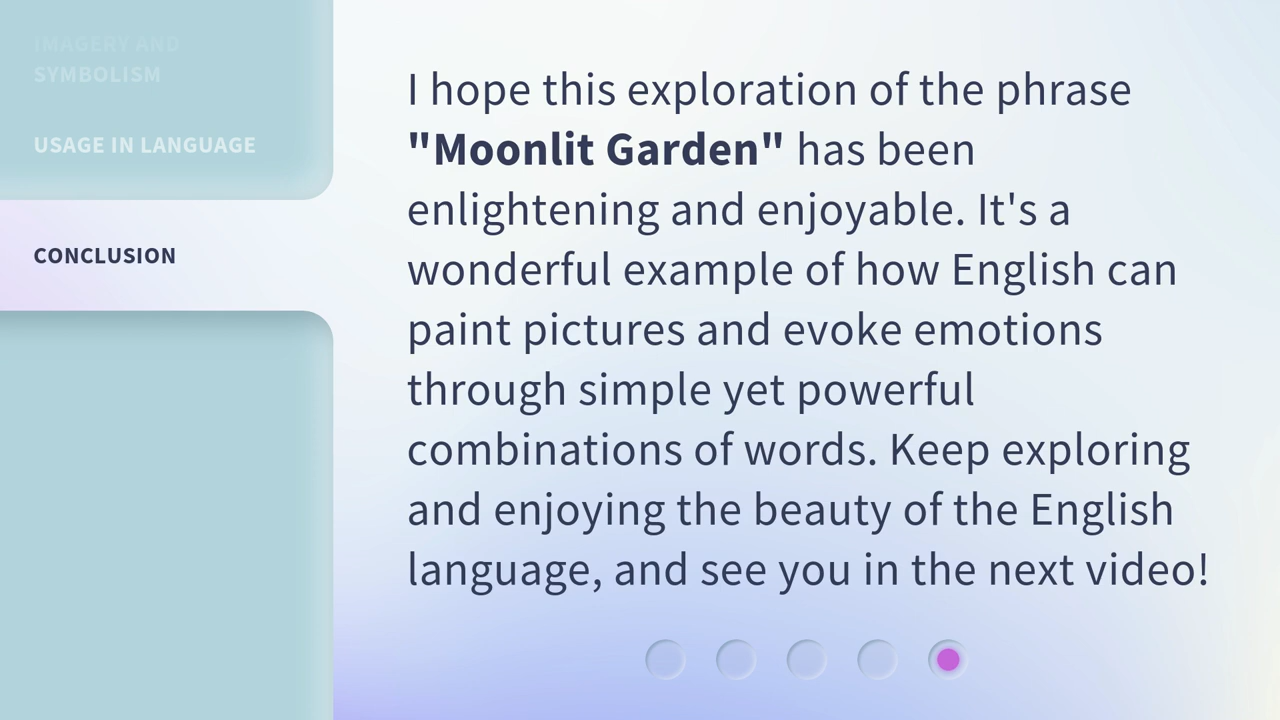 IMAGERY AND
SYMBOLISM
USAGE IN LANGUAGE
CONCLUSION
I hope this exploration of the phrase
"Moonlit Garden" has been
enlightening and enjoyable. It's a
wonderful example of how English can
paint pictures and evoke emotions
through simple yet powerful
combinations of words. Keep exploring
and enjoying the beauty of the English
language, and see you in the next video!